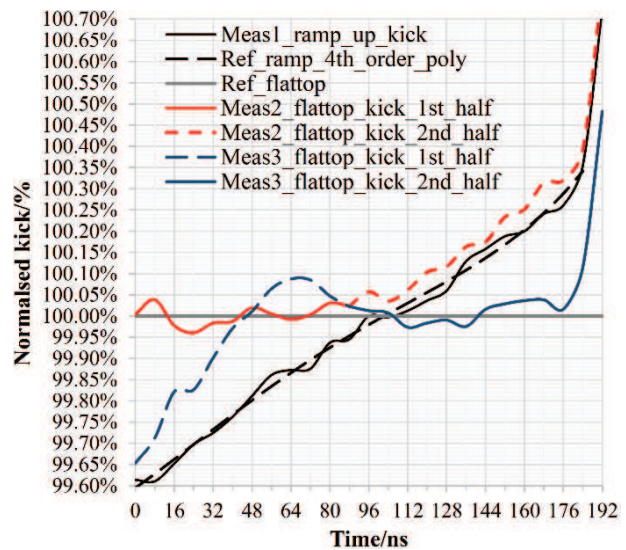 100.70%
100.65%
100.60%
100.55%
100.50%
100.45%
100.40%
100.35%
100.30%
100.25%
100.20%
100.15%
100.10%
100.05%
100.00%
99.95%
99.90%
99.85%
99.80%
99.75%
99.70%
99.65%
99.60%
Normalsed kick/%
Meas1_ramp_up_kick
Ref_ramp_4th_order_poly
Ref_flattop
Meas2_flattop_kick_1st_half
Meas2_flattop_kick_2nd_half
Meas3_flattop_kick_1st_half
Meas3_flattop_kick_2nd_half
0 16 32 48 64 80 96 112 128 144 160 176 192
Time/ns